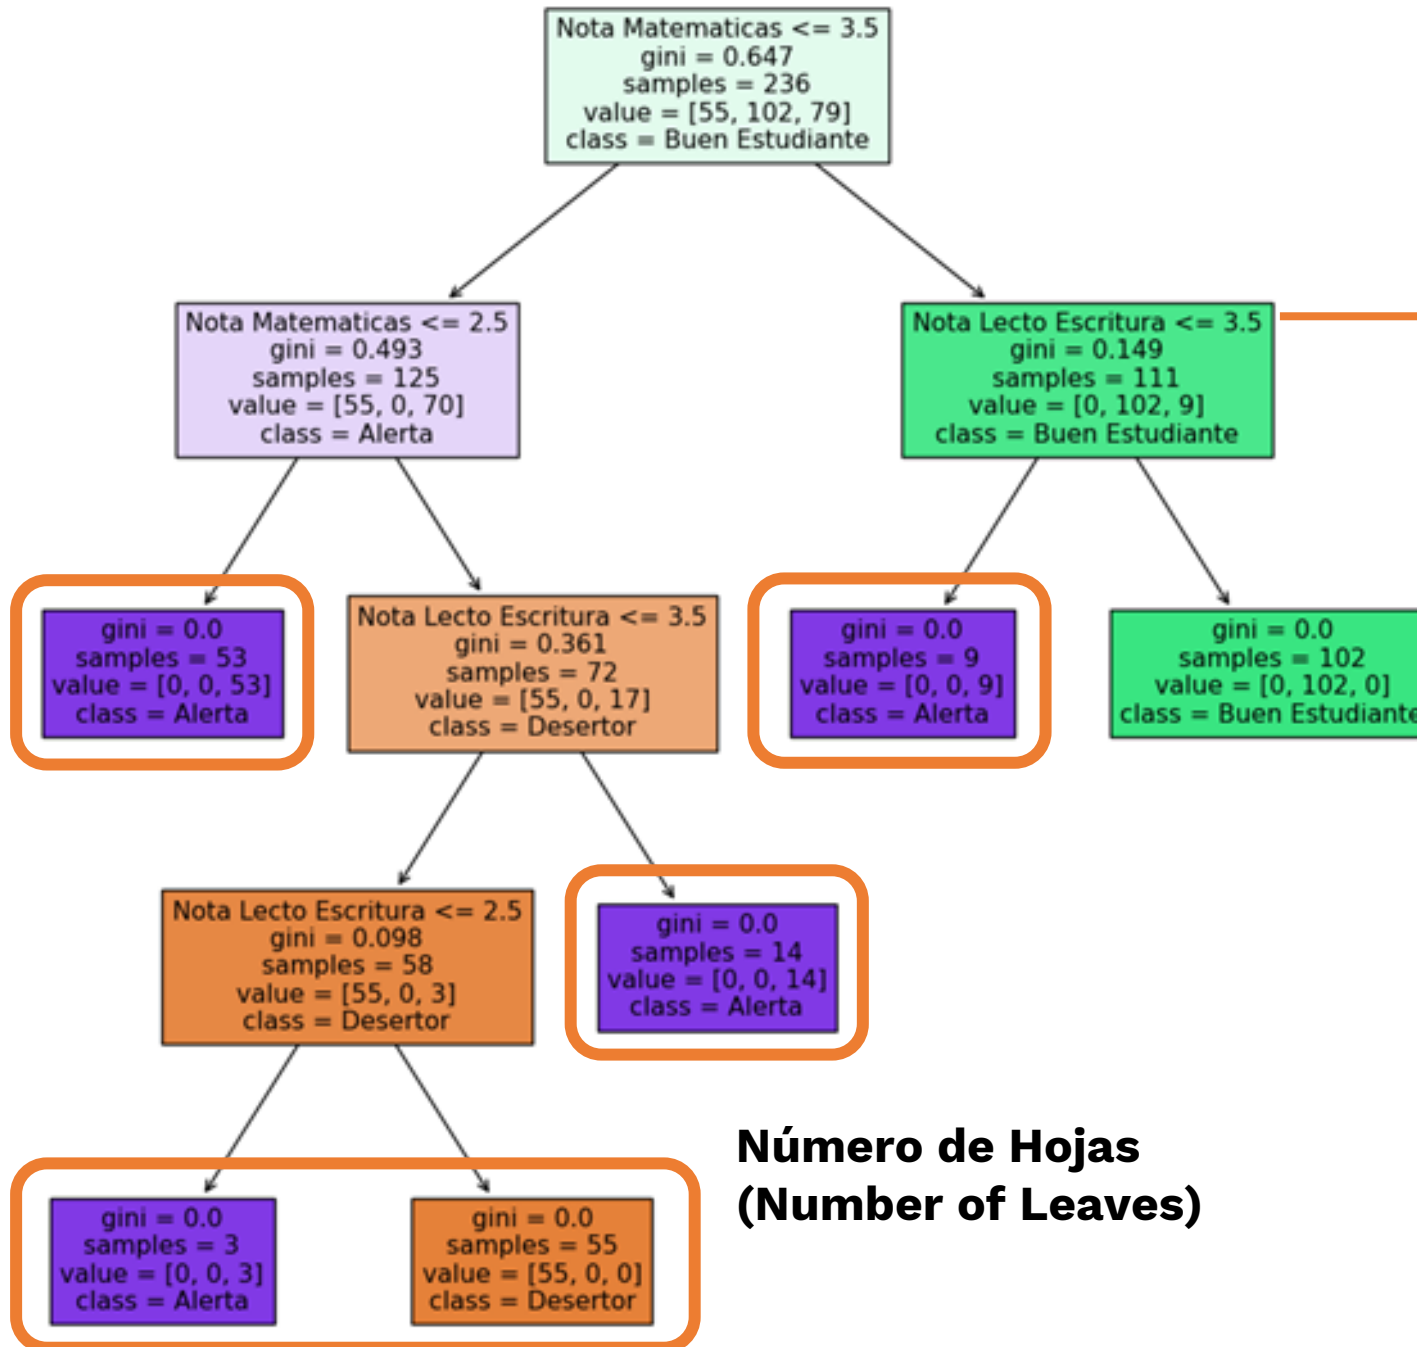 Nota Matematicas <= 3.5
gini = 0.647
samples = 236
value = [55, 102, 79]
class = Buen Estudiante
Nota Matematicas <= 2.5
gini = 0.493
samples = 125
value = [55, 0, 70]
class = Alerta
Nota Lecto Escritura <= 3.5
gini = 0.149
samples = 111
value = [0, 102, 9]
class = Buen Estudiante
gini = 0.0
samples = 53
value = [0, 0, 53]
class = Alerta
Nota Lecto Escritura <= 3.5
gini = 0.361
samples = 72
value = [55, 0, 17]
class = Desertor
gini = 0.0
samples = 9
value = [0, 0, 9]
class = Alerta
gini = 0.0
samples = 102
value = [0, 102, 0]
class = Buen Estudiante
Nota Lecto Escritura <= 2.5
gini = 0.098
samples = 58
value = [55, 0, 3]
class = Desertor
gini = 0.0
samples = 14
value = [0, 0, 14]
class = Alerta
Número de Hojas
(Number of Leaves)
gini = 0.0
samples = 3
value = [0, 0, 3]
class = Alerta
gini = 0.0
samples = 55
value = [55, 0, 0]
class = Desertor